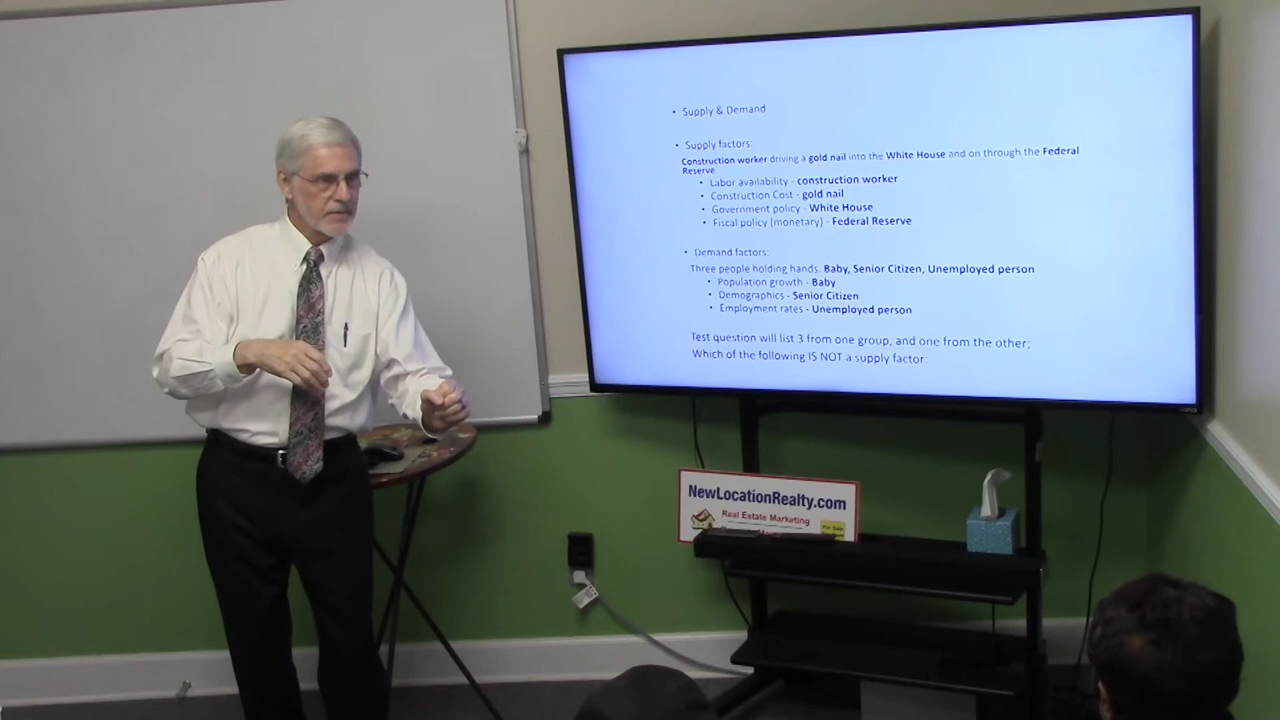 • Supply & Demand
• Supply factors:
Construction worker driving a gold nail into the White House and on through the Federal
Reserve
• Labor availability - construction worker
• Construction Cost - gold nail
• Government policy - White House
• Fiscal policy (monetary) - Federal Reserve
• Demand factors:
Three people holding hands. Baby, Senior Citizen, Unemployed person
• Population growth - Baby
• Demographics - Senior Citizen
• Employment rates - Unemployed person
Test question will list 3 from one group, and one from the other;
Which of the following IS NOT a supply factor:
NewLocationRealty.com
Real Estate Marketing
For Sale